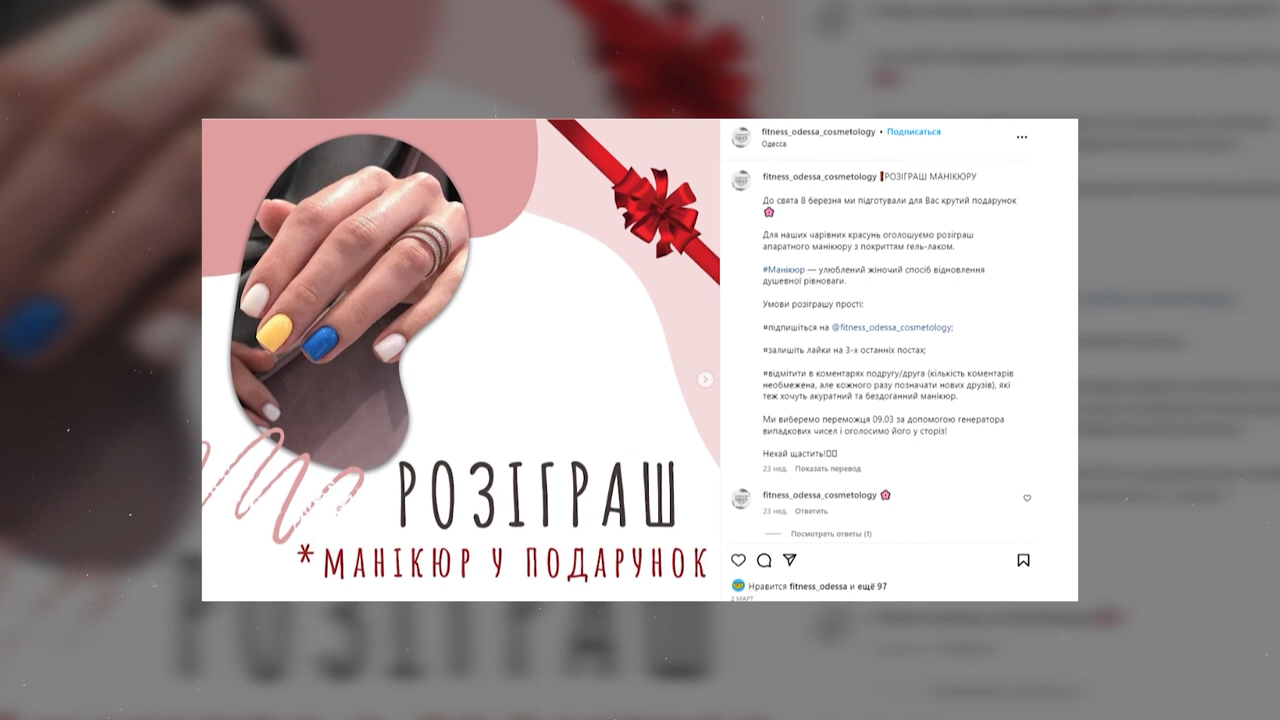 РОЗІГРАШ
*МАНІКЮР У ПОДАРУНОК
fitness_odessa_cosmetology • Подписаться
Одесса
fitness_odessa_cosmetology РОЗІГРАШ МАНІКЮРУ
До свята 8 березня ми підготували для Вас крутий подарунок
Для наших чарівних красунь оголошуємо розіграш
апаратного манікюру з покриттям гель-лаком.
#Манікюр — улюблений жіночий спосіб відновлення
душевної рівноваги.
Умови розіграшу прості:
підпишіться на @fitness_odessa_cosmetology;
залишіть лайки на 3-х останніх постах;
відмітити в коментарях подругу/друга (кількість коментарів
необмежена, але кожного разу позначати нових друзів), які
теж хочуть акуратний та бездоганний манікюр.
Ми виберемо переможця 09.03 за допомогою генератора
випадкових чисел і оголосимо його у сторіз!
Нехай щастить!
23 нед. Показать перевод
fitness_odessa_cosmetology
23 нед. Ответить
Посмотреть ответы (1)
Нравится fitness_odessa и ещё 97
2 МАРТ